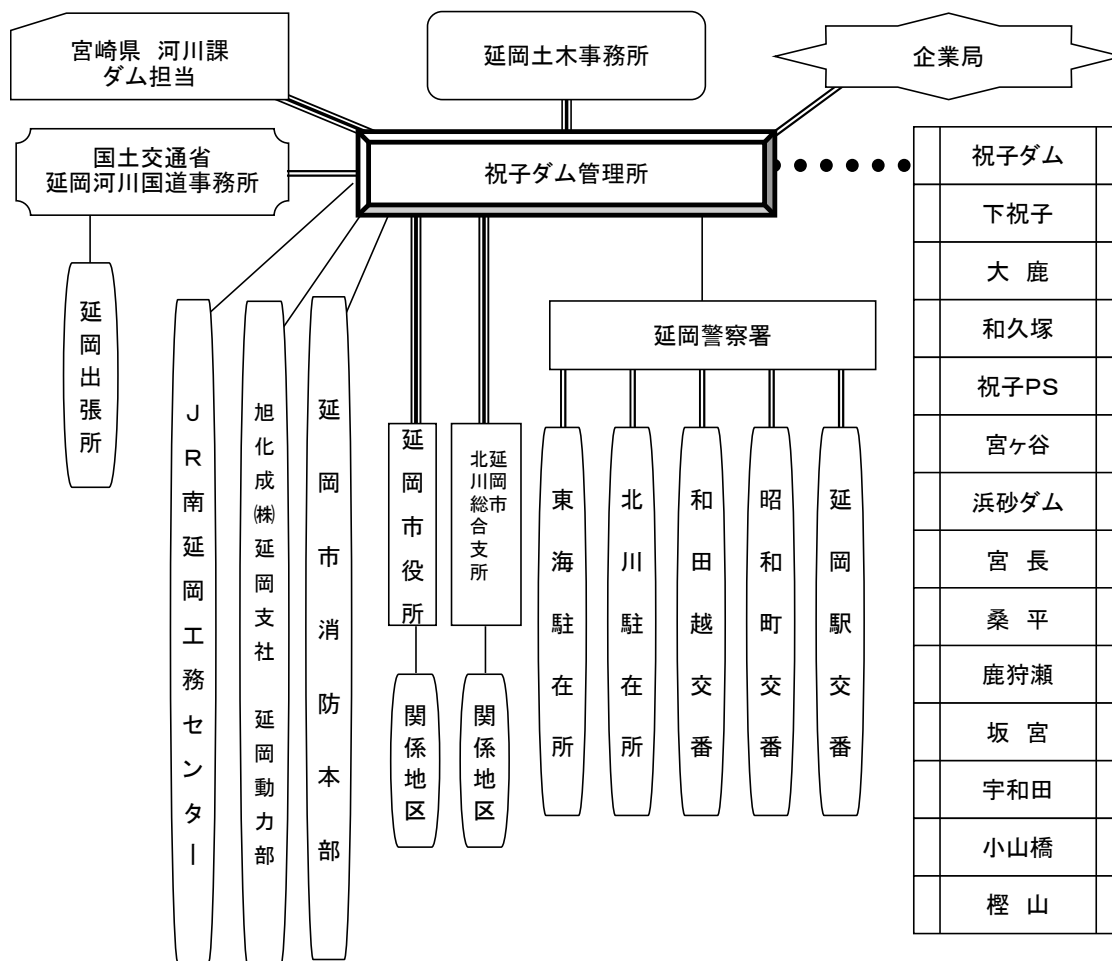 宮崎県 河川課
ダム担当
延岡土木事務所
企業局
国土交通省
延岡河川国道事務所
祝子ダム管理所
延岡出張所
JR南延岡工務センター
旭化成㈱延岡支社 延岡動力部
延岡市消防本部
延岡市役所
関係地区
延岡市
北川総合支所
関係地区
延岡警察署
東海駐在所
北川駐在所
和田越交番
昭和町交番
延岡駅交番
祝子ダム
下祝子
大 鹿
和久塚
祝子PS
宮ヶ谷
浜砂ダム
宮 長
桑 平
鹿狩瀬
坂 宮
宇和田
小山橋
樫 山